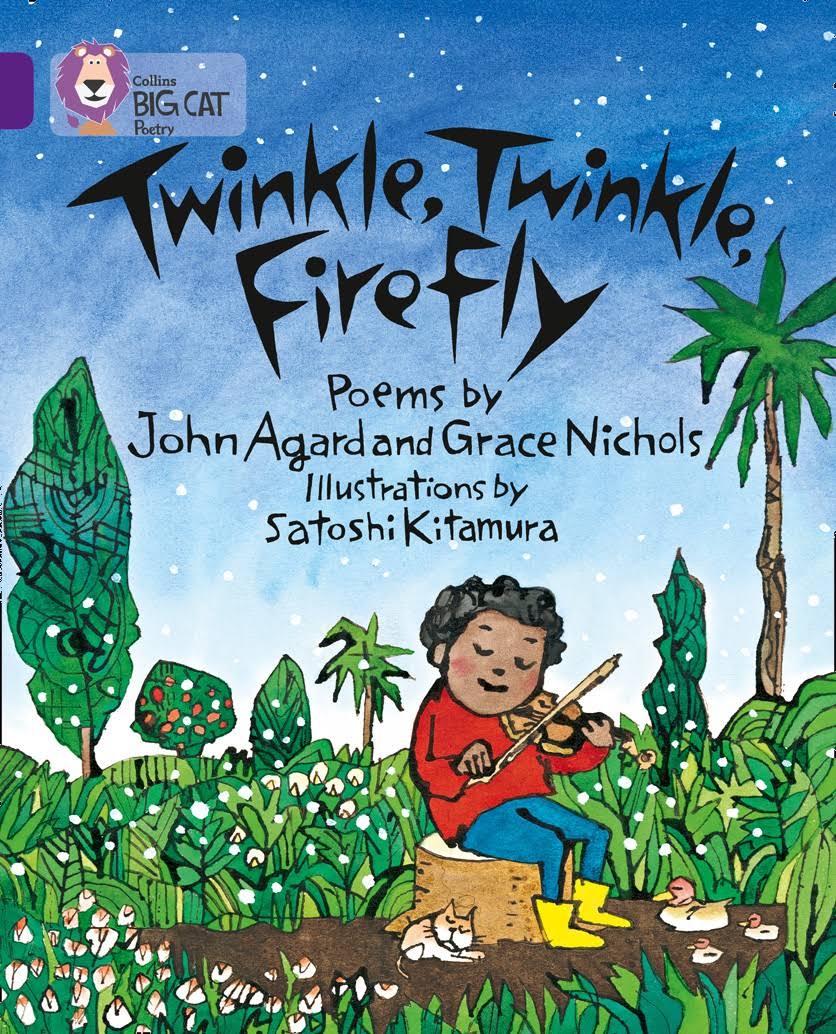 Collins
BIG CAT
Poetry
Twinkle, Twinkle,
Firefly
Poems by
John Agard and Grace Nichols
Illustrations by
Satoshi Kitamura